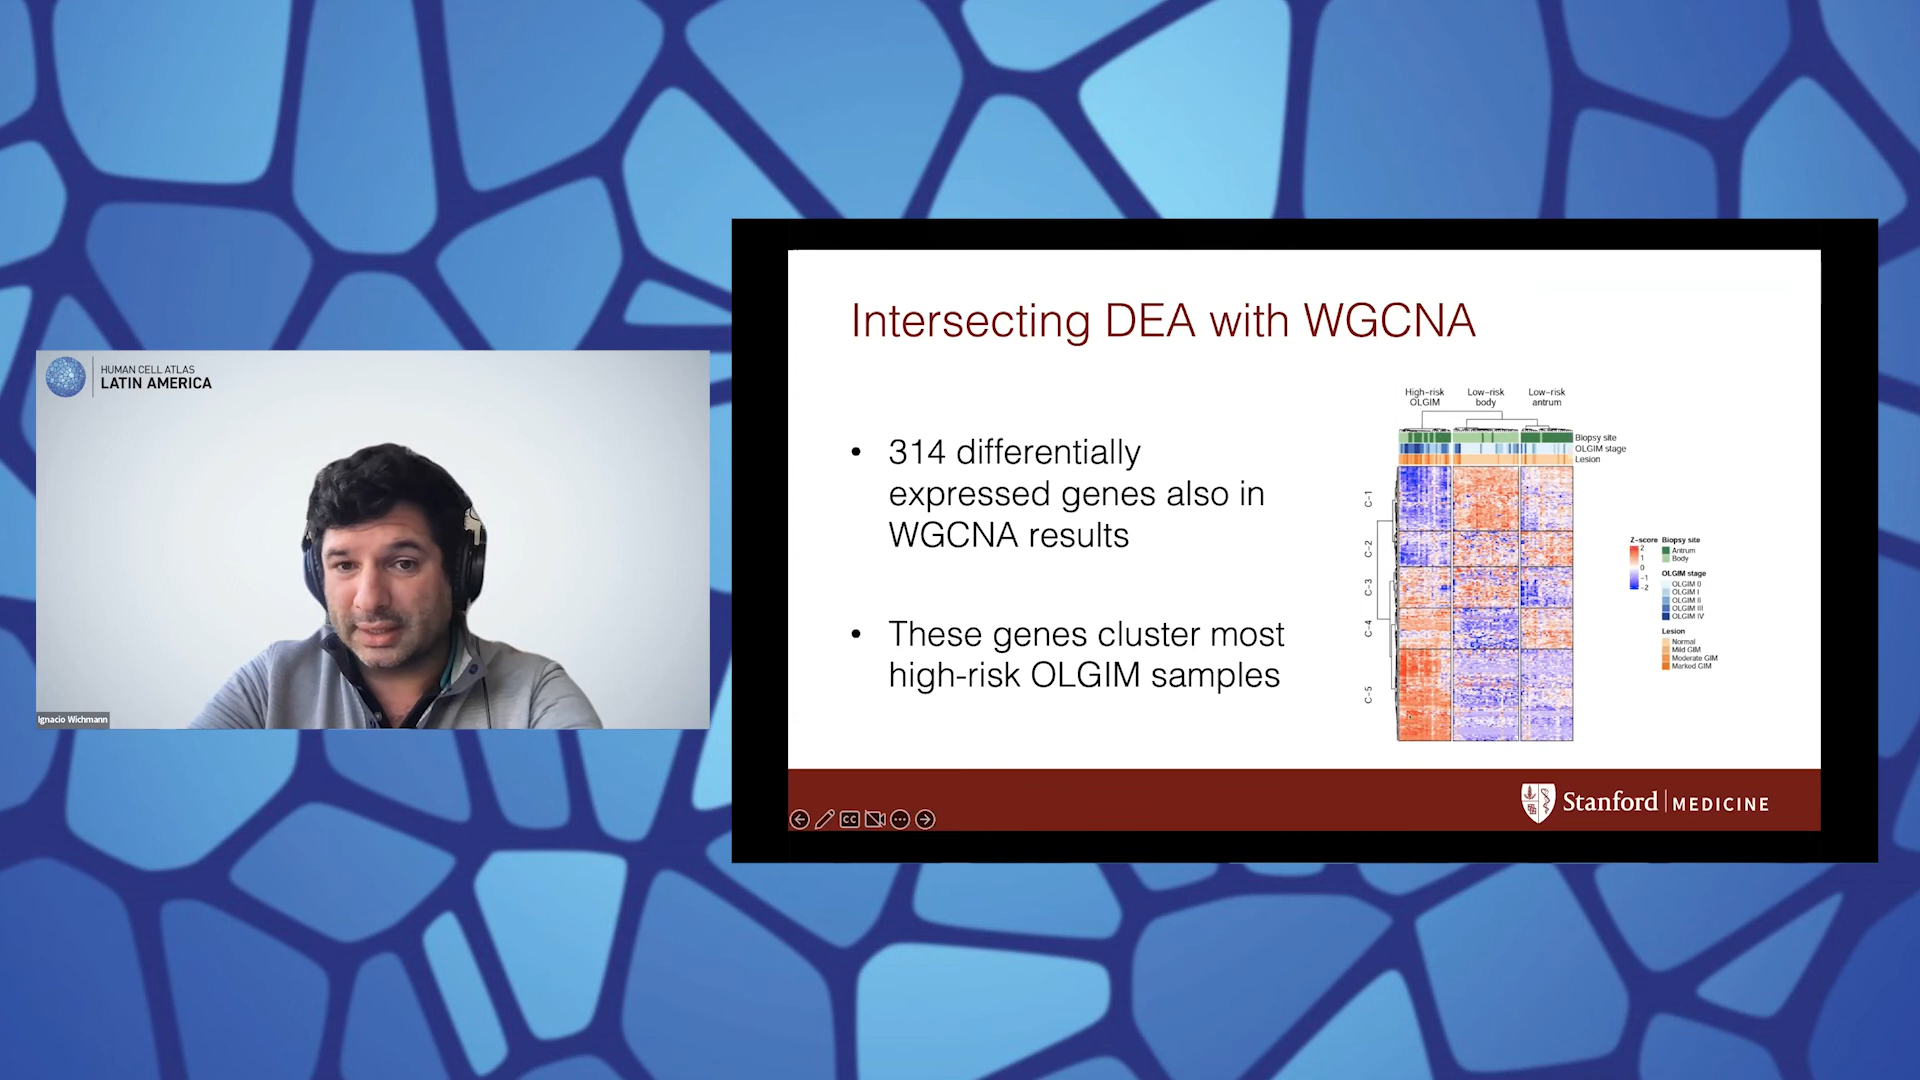 HUMAN CELL ATLAS
LATIN AMERICA
Ignacio Wichmann
Intersecting DEA with WGCNA
• 314 differentially
expressed genes also in
WGCNA results
• These genes cluster most
high-risk OLGIM samples
High-risk
OLGIM
Low-risk
body
Low-risk
antrum
Biopsy site
OLGIM stage
Lesion
C-1
C-2
C-3
C-4
C-5
Z-score
2
1
0
-1
-2
Biopsy site
Antrum
Body
OLGIM stage
OLGIM 0
OLGIM I
OLGIM II
OLGIM III
OLGIM IV
Lesion
Normal
Mild GIM
Moderate GIM
Marked GIM
CC
Stanford MEDICINE